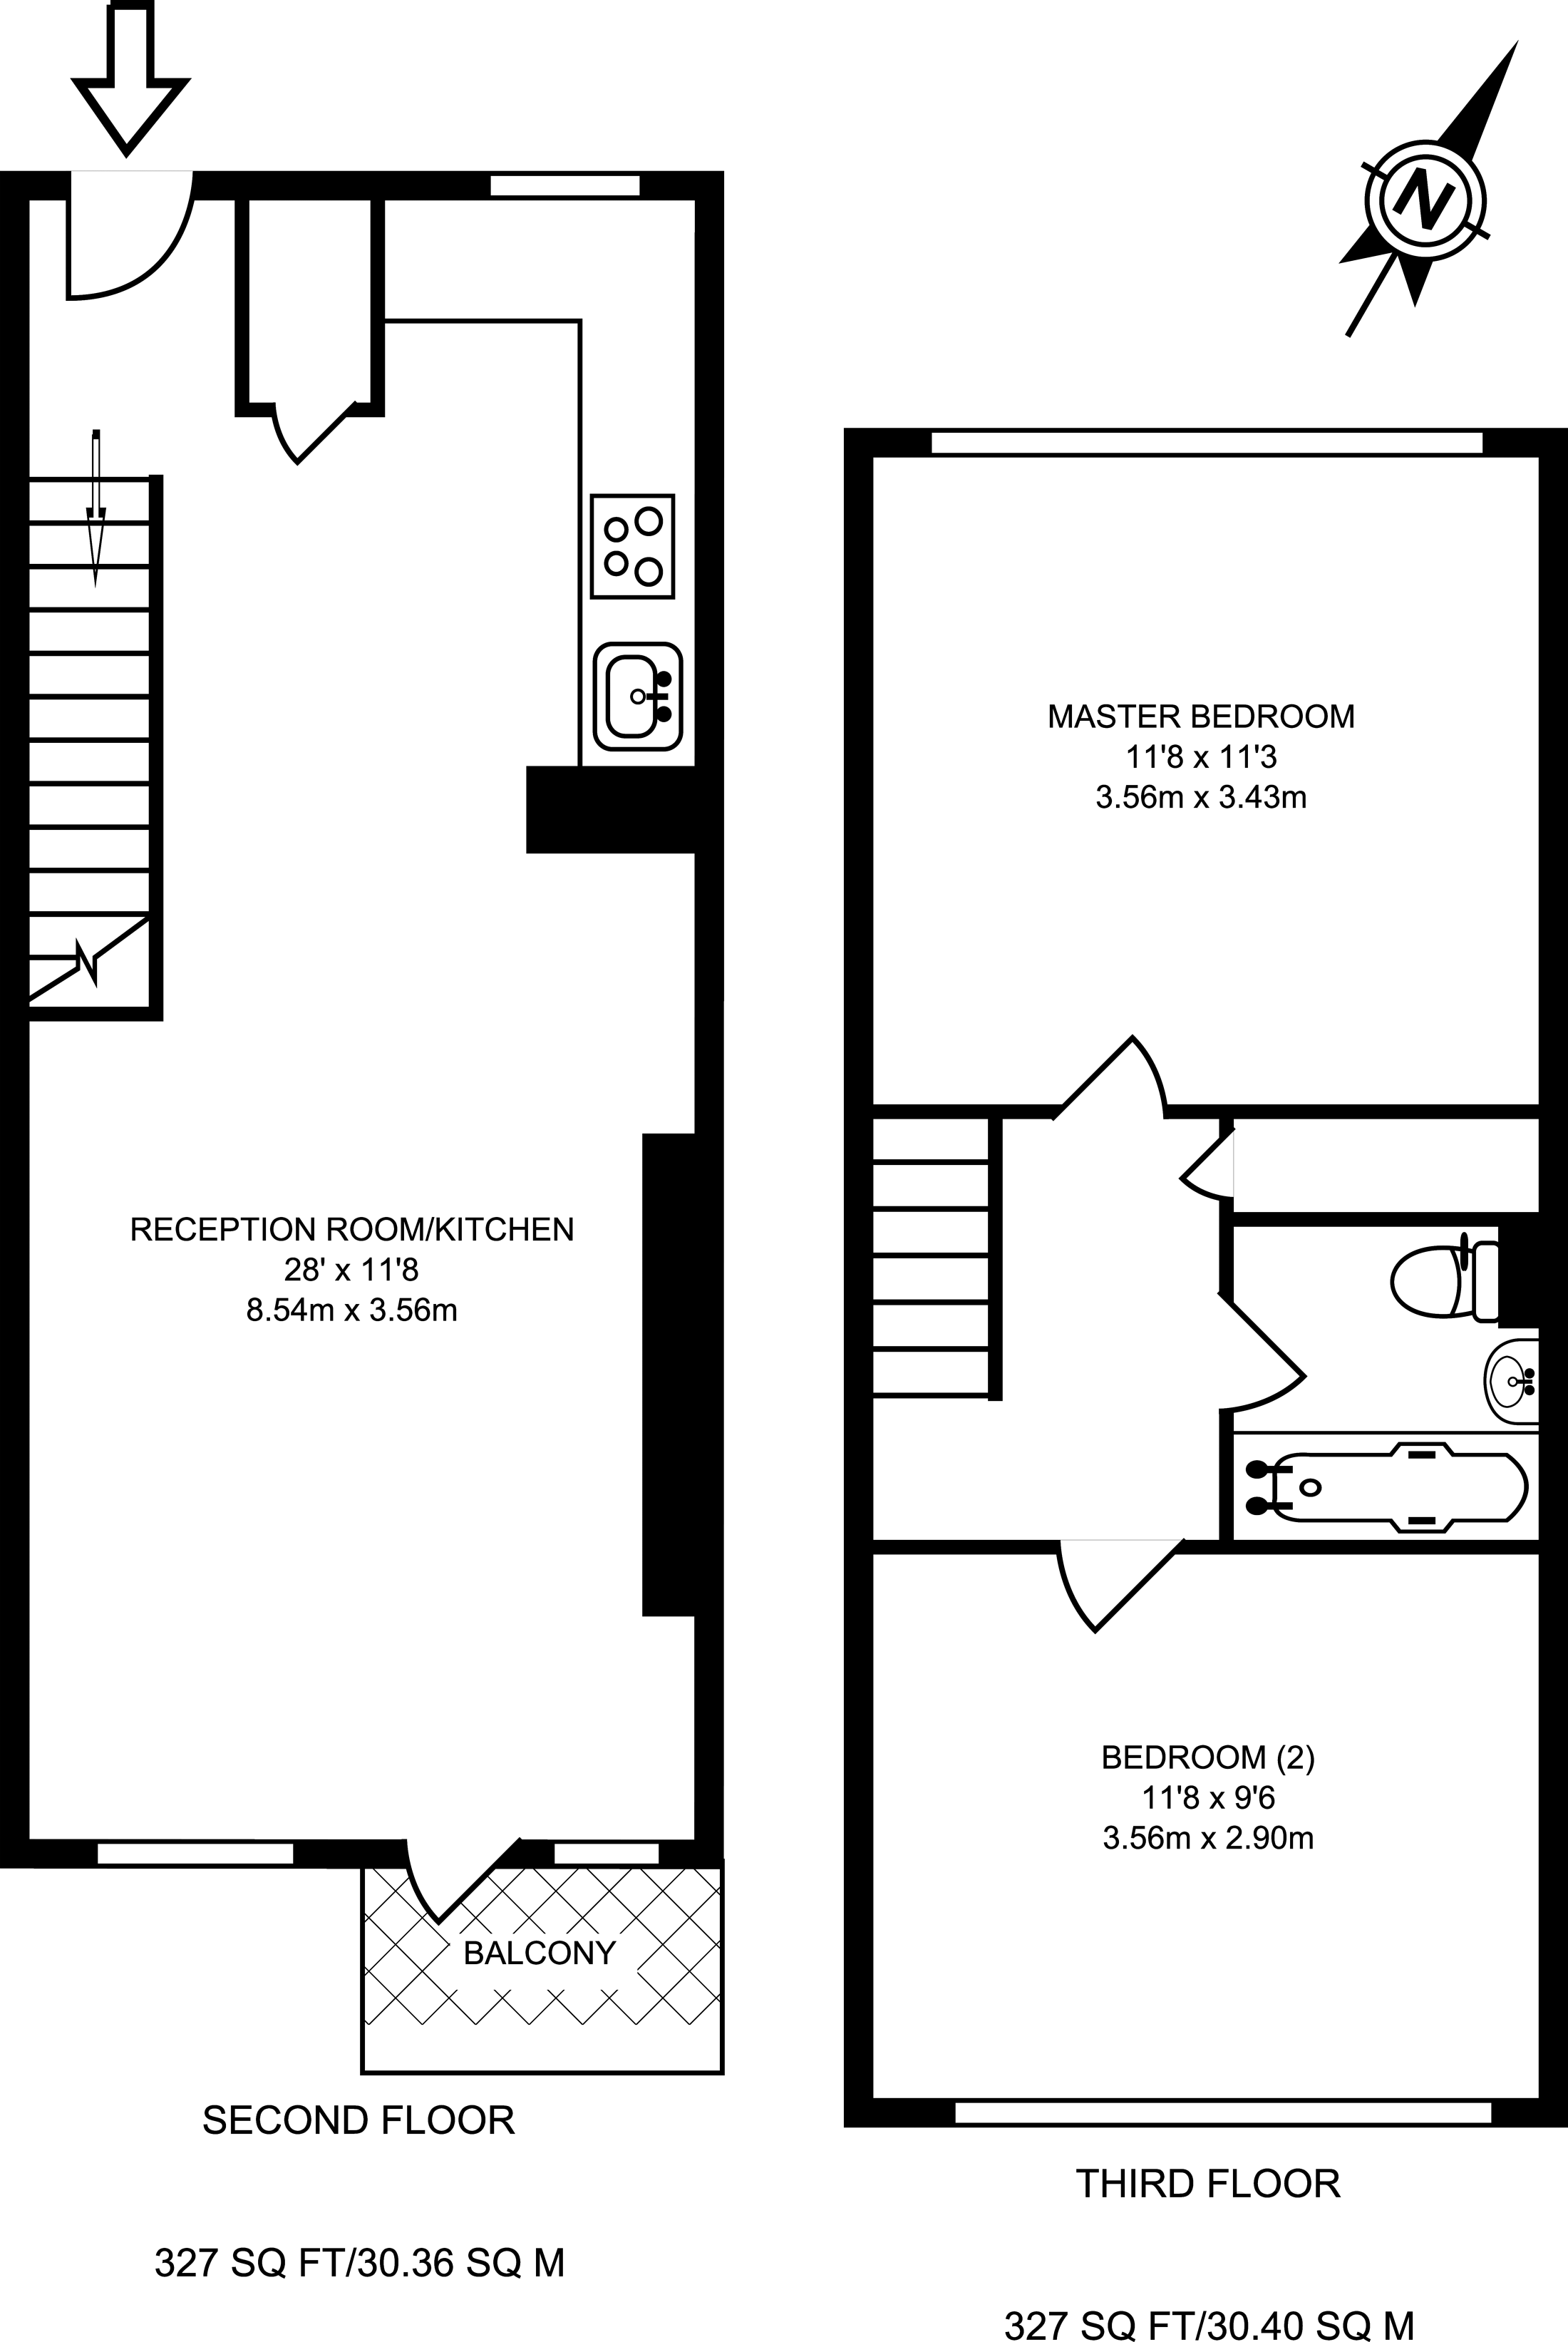 N
MASTER BEDROOM
11'8 x 11'3
3.56m x 3.43m
RECEPTION ROOM/KITCHEN
28' x 11'8
8.54m x 3.56m
BEDROOM (2)
11'8 x 9'6
3.56m x 2.90m
BALCONY
SECOND FLOOR
327 SQ FT/30.36 SQ M
THIRD FLOOR
327 SQ FT/30.40 SQ M